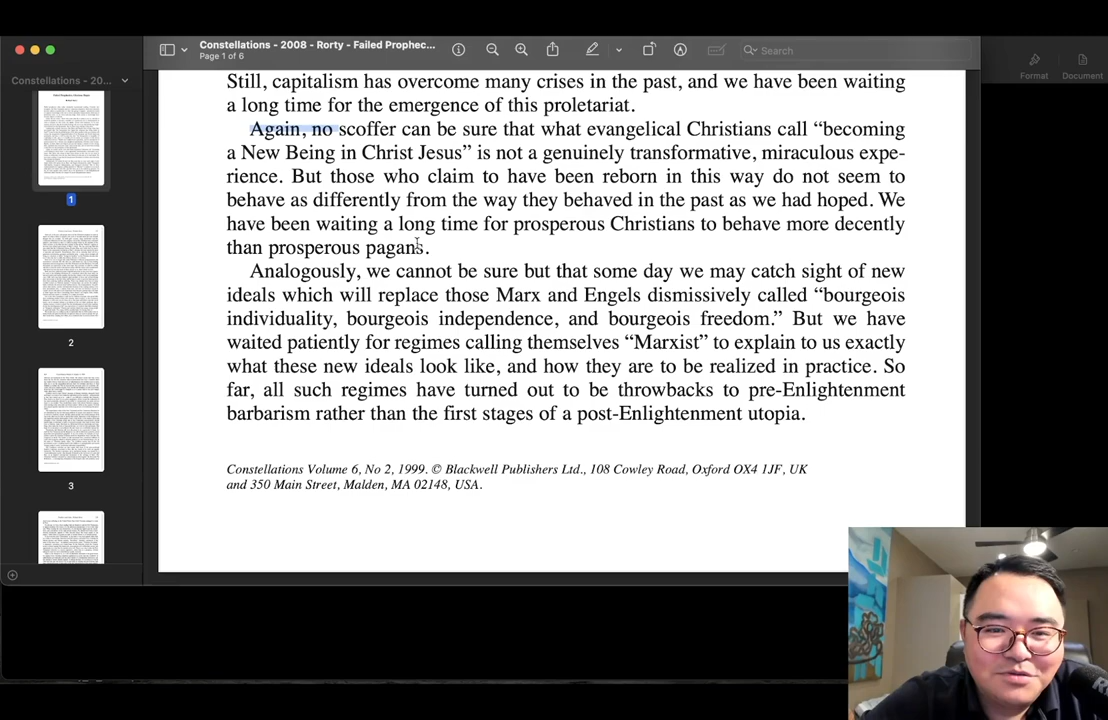 Constellations - 2008 - Rorty - Failed Prophec...
Page 1 of 6
Search
Format
Document
Constellations - 20...
1
2
3
Still, capitalism has overcome many crises in the past, and we have been waiting
a long time for the emergence of this proletariat.
Again, no scoffer can be sure that what evangelical Christians call “becoming
a New Being in Christ Jesus” is not a genuinely transformative, miraculous expe-
rience. But those who claim to have been reborn in this way do not seem to
behave as differently from the way they behaved in the past as we had hoped. We
have been waiting a long time for prosperous Christians to behave more decently
than prosperous pagans.
Analogously, we cannot be sure but that some day we may catch sight of new
ideals which will replace those Marx and Engels dismissively called “bourgeois
individuality, bourgeois independence, and bourgeois freedom.” But we have
waited patiently for regimes calling themselves “Marxist” to explain to us exactly
what these new ideals look like, and how they are to be realized in practice. So
far, all such regimes have turned out to be throwbacks to pre-Enlightenment
barbarism rather than the first stages of a post-Enlightenment utopia.
Constellations Volume 6, No 2, 1999. © Blackwell Publishers Ltd., 108 Cowley Road, Oxford OX4 1JF, UK
and 350 Main Street, Malden, MA 02148, USA.